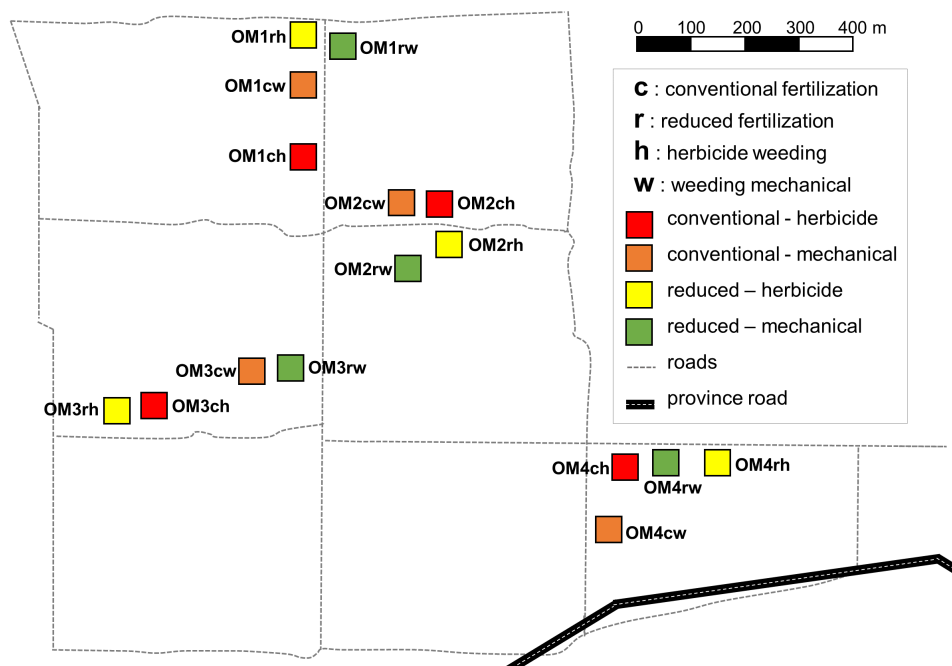 OM1rh
OM1rw
OM1cw
OM1ch
OM2cw
OM2ch
OM2rh
OM2rw
OM3cw
OM3rw
OM3rh
OM3ch
OM4ch
OM4rw
OM4rh
OM4cw
0 100 200 300 400 m
c : conventional fertilization
r : reduced fertilization
h : herbicide weeding
w : weeding mechanical
conventional - herbicide
conventional - mechanical
reduced – herbicide
reduced – mechanical
roads
province road